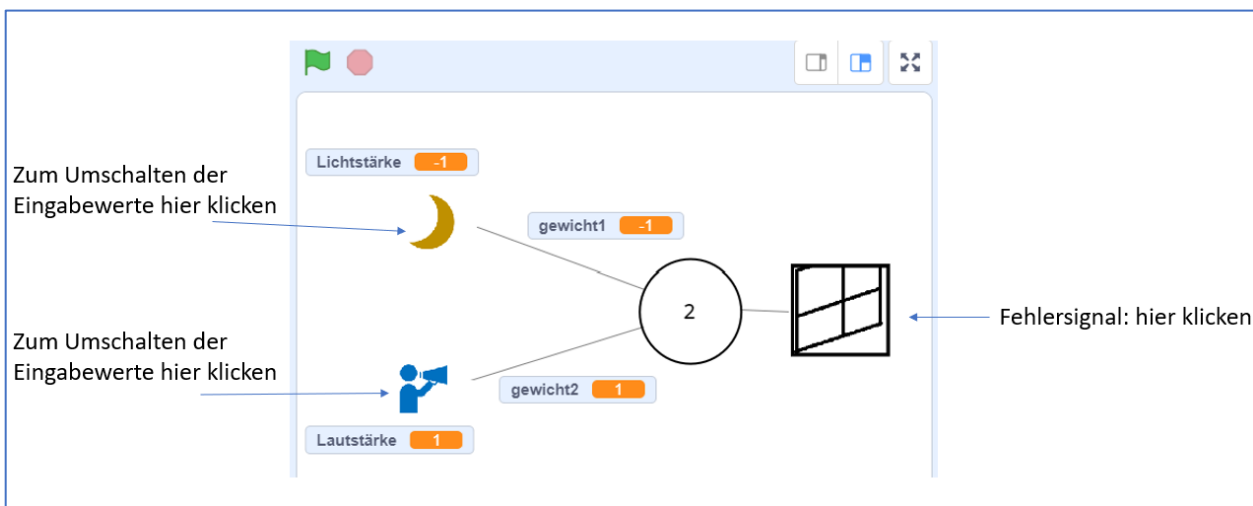 Lichtstärke -1
Zum Umschalten der
Eingabewerte hier klicken
gewicht1 -1
2
Fehlersignal: hier klicken
Zum Umschalten der
Eingabewerte hier klicken
gewicht2 1
Lautstärke 1